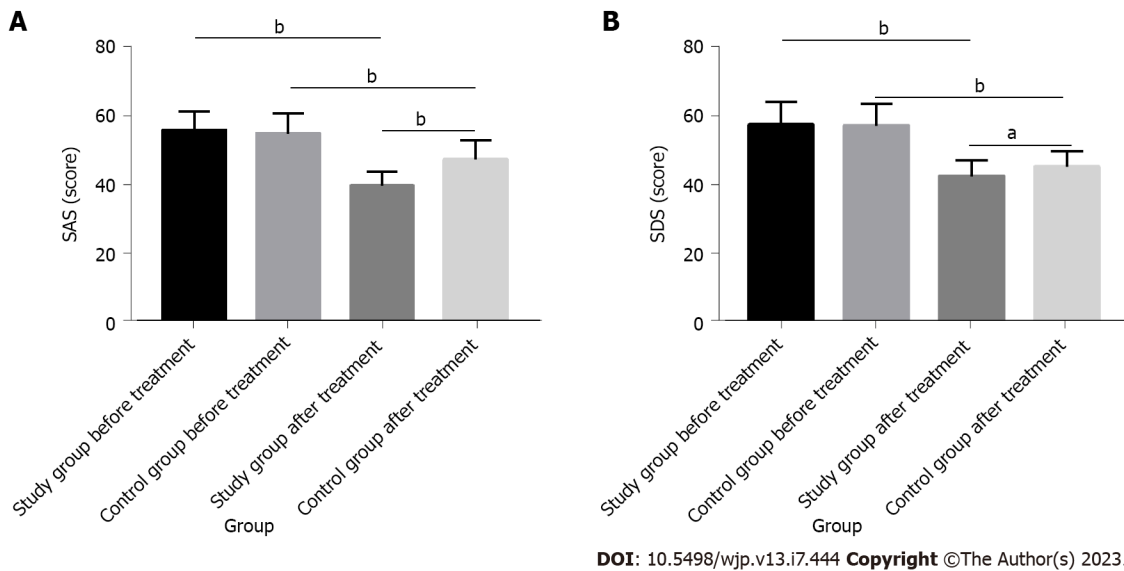 A
b
80
b
60
b
40
20
0
SAS (score)
Study group before treatment
Control group before treatment
Study group after treatment
Control group after treatment
Group
B
b
80
b
60
a
40
20
0
SDS (score)
Study group before treatment
Control group before treatment
Study group after treatment
Control group after treatment
Group
DOI: 10.5498/wjp.v13.i7.444 Copyright ©The Author(s) 2023.